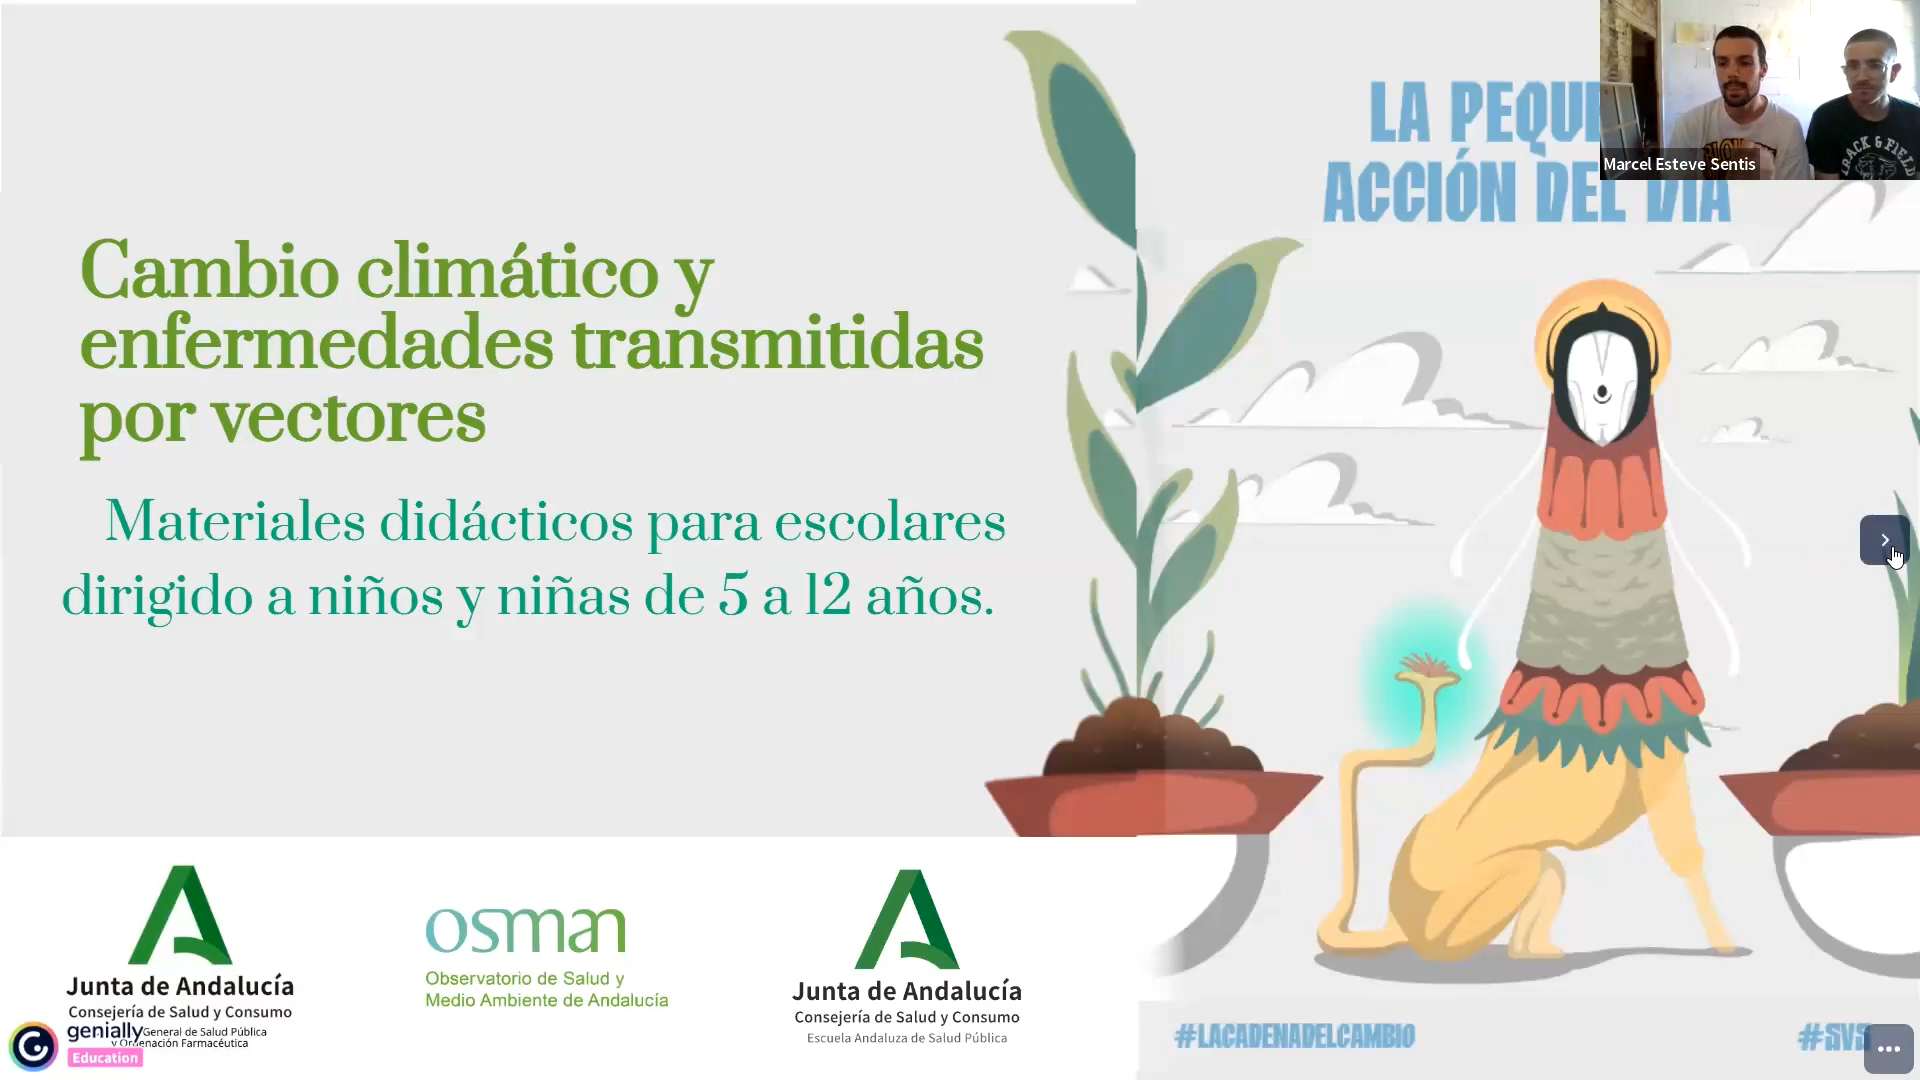 Cambio climático y
enfermedades transmitidas
por vectores
Materiales didácticos para escolares
dirigido a niños y niñas de 5 a 12 años.
LA PEQUE
ACCIÓN DEL DÍA
Marcel Esteve Sentis
RACK & FIELD
Junta de Andalucía
Consejería de Salud y Consumo
General de Salud Pública
y Ordenación Farmacéutica
genially
Education
osman
Observatorio de Salud y
Medio Ambiente de Andalucía
Junta de Andalucía
Consejería de Salud y Consumo
Escuela Andaluza de Salud Pública
#LACADENADELCAMBIO
#SVS